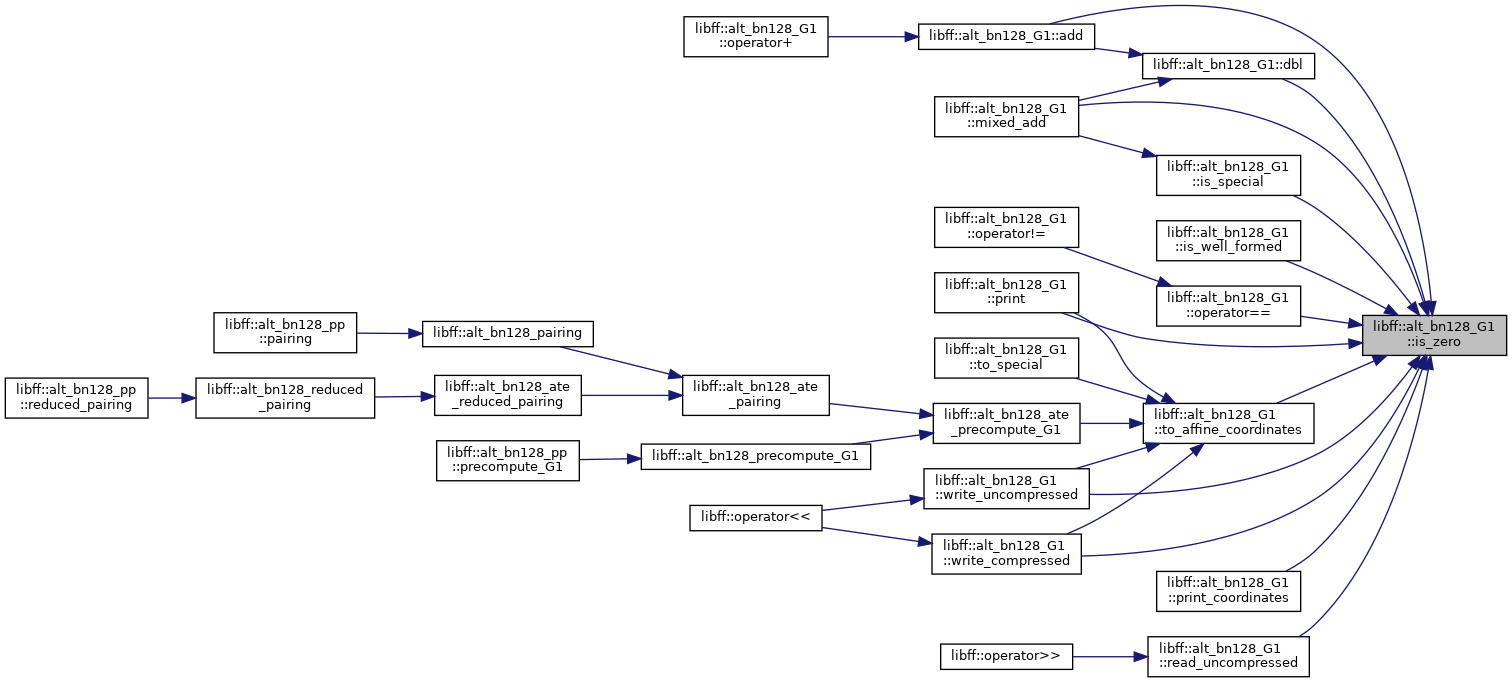 libff::alt_bn128_G1
::operator+
libff::alt_bn128_G1::add
libff::alt_bn128_G1::dbl
libff::alt_bn128_G1
::mixed_add
libff::alt_bn128_G1
::is_special
libff::alt_bn128_G1
::operator!=
libff::alt_bn128_G1
::is_well_formed
libff::alt_bn128_G1
::print
libff::alt_bn128_G1
::operator==
libff::alt_bn128_G1
::is_zero
libff::alt_bn128_pp
::pairing
libff::alt_bn128_pairing
libff::alt_bn128_G1
::to_special
libff::alt_bn128_pp
::reduced_pairing
libff::alt_bn128_reduced
_pairing
libff::alt_bn128_ate
_reduced_pairing
libff::alt_bn128_ate
_pairing
libff::alt_bn128_ate
_precompute_G1
libff::alt_bn128_G1
::to_affine_coordinates
libff::alt_bn128_pp
::precompute_G1
libff::alt_bn128_precompute_G1
libff::alt_bn128_G1
::write_uncompressed
libff::operator<<
libff::alt_bn128_G1
::write_compressed
libff::alt_bn128_G1
::print_coordinates
libff::operator>>
libff::alt_bn128_G1
::read_uncompressed